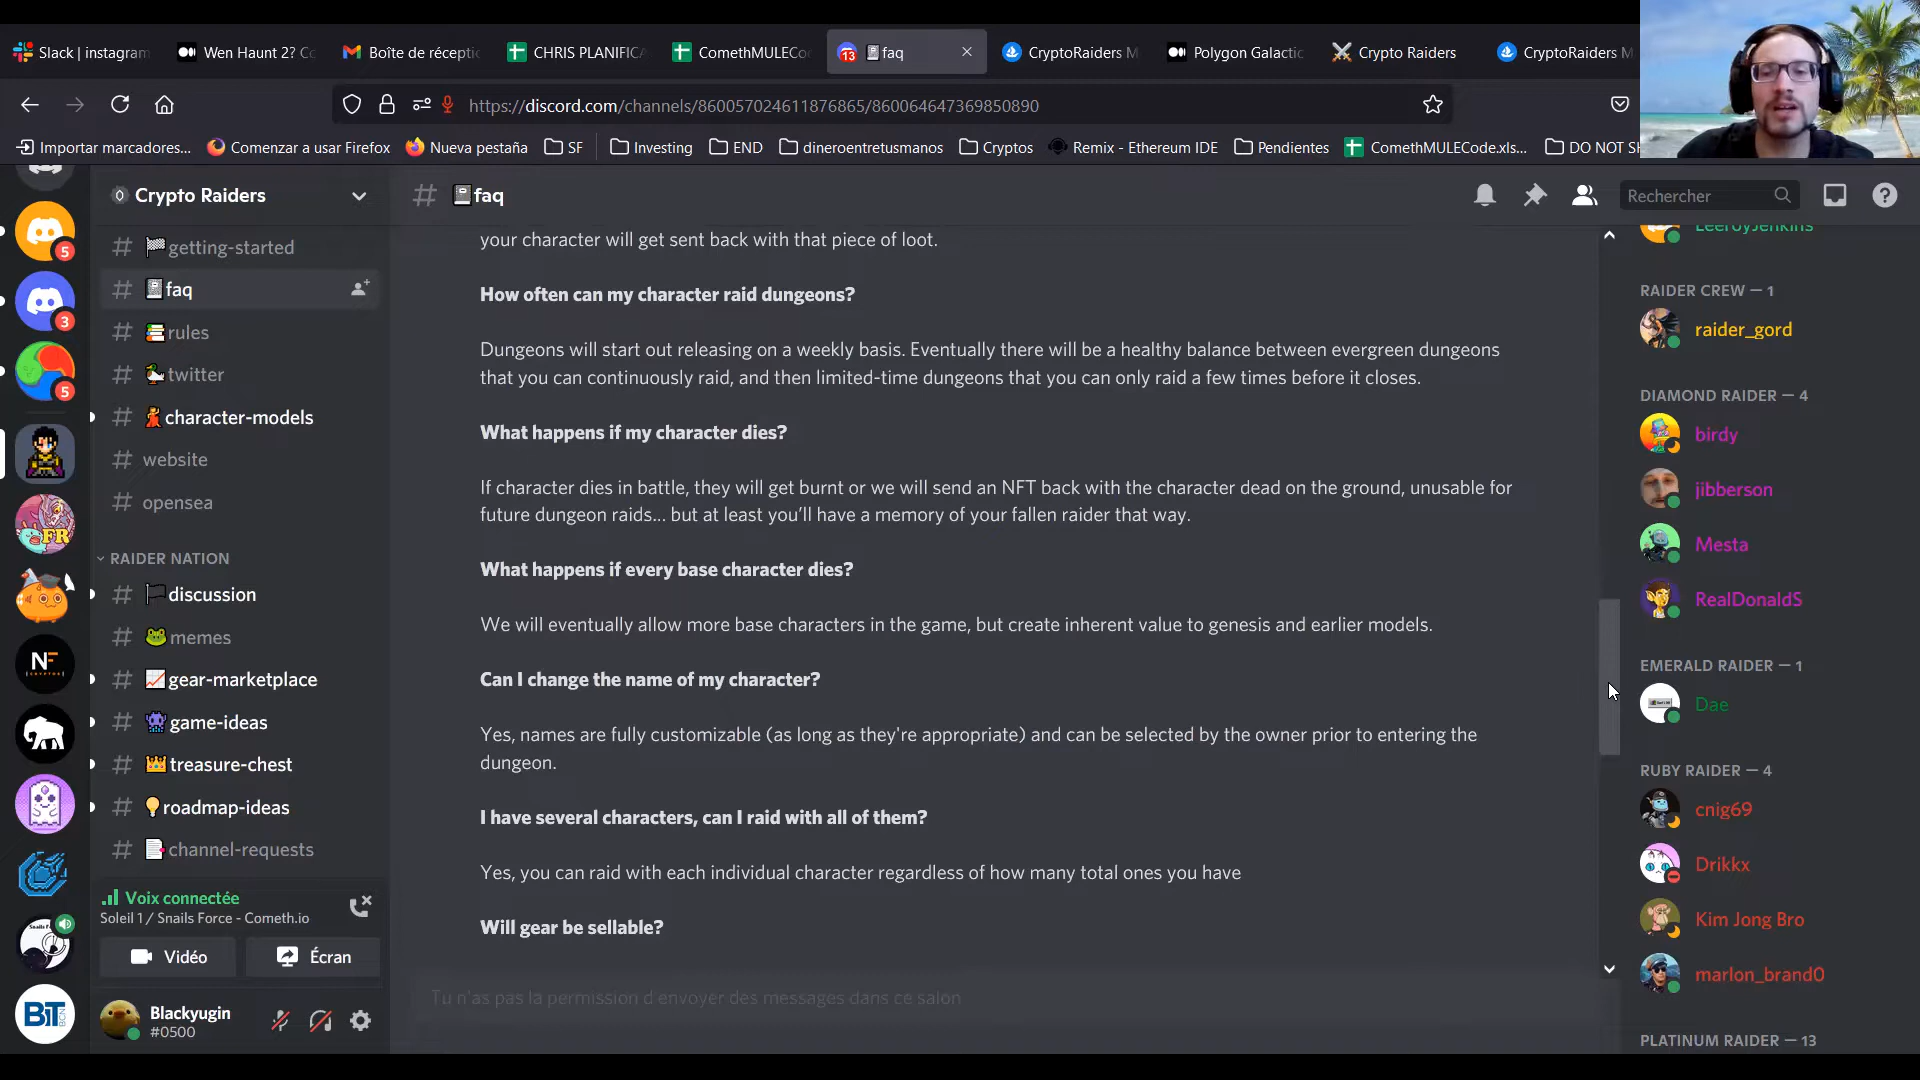 Slack | instagram
Wen Haunt 2? Co
Boîte de récepti
CHRIS PLANIFICA
ComethMULECo
13
faq
CryptoRaiders M
Polygon Galactic
Crypto Raiders
CryptoRaiders M
https://discord.com/channels/860057024611876865/860064647369850890
Importar marcadores...
Comenzar a usar Firefox
Nueva pestaña
SF
Investing
END
dineroentretusmanos
Cryptos
Remix - Ethereum IDE
Pendientes
ComethMULECode.xls...
DO NOT SH
Crypto Raiders
# faq
Rechercher
# getting-started
# faq
# rules
# twitter
# character-models
# website
# opensea
RAIDER NATION
# discussion
# memes
# gear-marketplace
# game-ideas
# treasure-chest
# roadmap-ideas
# channel-requests
5
3
5
FR
NF
BIT
Voix connectée
Soleil 1 / Snails Force - Cometh.io
Vidéo
Écran
Blackyugin
#0500
your character will get sent back with that piece of loot.
How often can my character raid dungeons?
Dungeons will start out releasing on a weekly basis. Eventually there will be a healthy balance between evergreen dungeons
that you can continuously raid, and then limited-time dungeons that you can only raid a few times before it closes.
What happens if my character dies?
If character dies in battle, they will get burnt or we will send an NFT back with the character dead on the ground, unusable for
future dungeon raids... but at least you'll have a memory of your fallen raider that way.
What happens if every base character dies?
We will eventually allow more base characters in the game, but create inherent value to genesis and earlier models.
Can I change the name of my character?
Yes, names are fully customizable (as long as they're appropriate) and can be selected by the owner prior to entering the
dungeon.
I have several characters, can I raid with all of them?
Yes, you can raid with each individual character regardless of how many total ones you have
Will gear be sellable?
Tu n'as pas la permission d'envoyer des messages dans ce salon
LeeroyJenkins
RAIDER CREW — 1
raider_gord
DIAMOND RAIDER — 4
birdy
jibberson
Mesta
RealDonaldS
EMERALD RAIDER — 1
Dae
RUBY RAIDER — 4
cnig69
Drikkx
Kim Jong Bro
marlon_brand0
PLATINUM RAIDER — 13